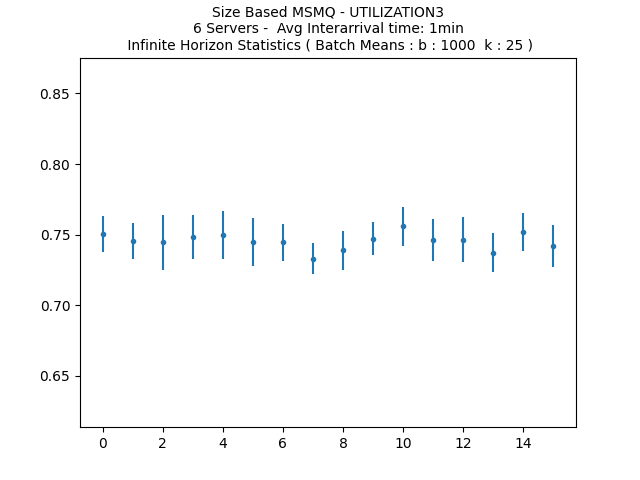 Size Based MSMQ - UTILIZATION3
6 Servers -  Avg Interarrival time: 1min
Infinite Horizon Statistics ( Batch Means : b : 1000  k : 25 )
0.85
0.80
0.75
0.70
0.65
0 2 4 6 8 10 12 14